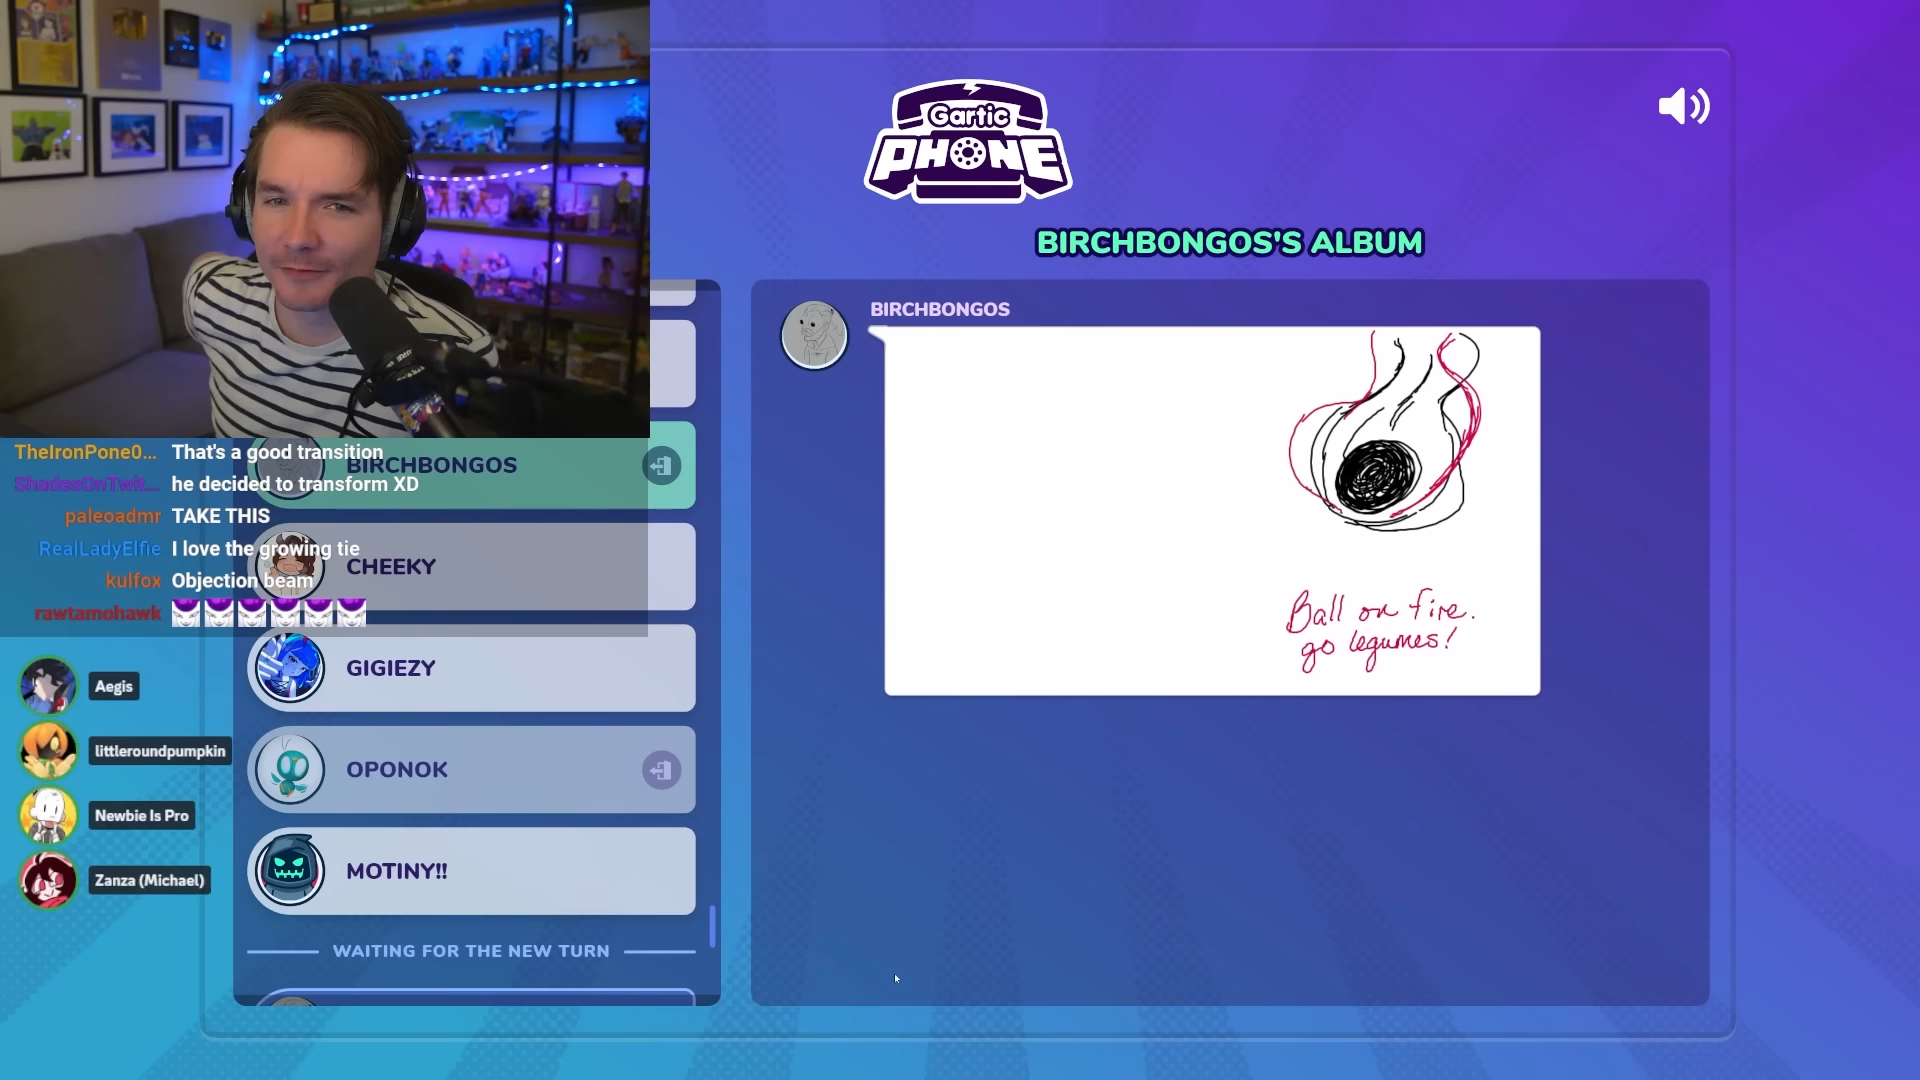 Gartic
PHONE
BIRCHBONGOS'S ALBUM
BIRCHBONGOS
Ball on fire.
go legumes!
TheIronPone0... That's a good transition
ShadeeOnTwit... he decided to transform XD
paleoadmr TAKE THIS
RealLadyElfie I love the growing tie
kulfox Objection beam
rawtamohawk
BIRCHBONGOS
CHEEKY
GIGIEZY
OPONOK
MOTINY!!
WAITING FOR THE NEW TURN
Aegis
littleroundpumpkin
Newbie Is Pro
Zanza (Michael)